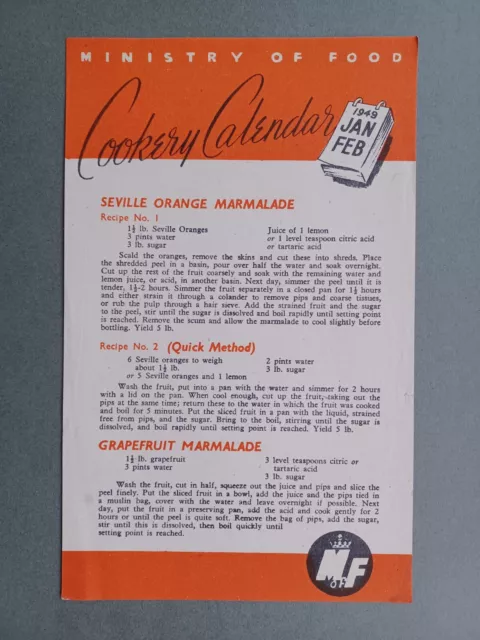 MINISTRY OF FOOD
Cookery Calendar
1949
JAN
FEB
SEVILLE ORANGE MARMALADE
Recipe No. 1
1½ lb. Seville Oranges
3 pints water
3 lb. sugar
Juice of 1 lemon
or 1 level teaspoon citric acid
or tartaric acid
Scald the oranges, remove the skins and cut these into shreds. Place
the shredded peel in a basin, pour over half the water and soak overnight.
Cut up the rest of the fruit coarsely and soak with the remaining water and
lemon juice, or acid, in another basin. Next day, simmer the peel until it is
tender, 1½-2 hours. Simmer the fruit separately in a closed pan for 1½ hours
and either strain it through a colander to remove pips and coarse tissues,
or rub the pulp through a hair sieve. Add the strained fruit and the sugar
to the peel, stir until the sugar is dissolved and boil rapidly until setting point
is reached. Remove the scum and allow the marmalade to cool slightly before
bottling. Yield 5 lb.
Recipe No. 2 (Quick Method)
6 Seville oranges to weigh
about 1½ lb.
or 5 Seville oranges and 1 lemon
2 pints water
3 lb. sugar
Wash the fruit, put into a pan with the water and simmer for 2 hours
with a lid on the pan. When cool enough, cut up the fruit, taking out the
pips at the same time; return these to the water in which the fruit was cooked
and boil for 5 minutes. Put the sliced fruit in a pan with the liquid, strained
free from pips, and the sugar. Bring to the boil, stirring until the sugar is
dissolved, and boil rapidly until setting point is reached. Yield 5 lb.
GRAPEFRUIT MARMALADE
1½ lb. grapefruit
3 pints water
3 level teaspoons citric or
tartaric acid
3 lb. sugar
Wash the fruit, cut in half, squeeze out the juice and pips and slice the
peel finely. Put the sliced fruit in a bowl, add the juice and the pips tied in
a muslin bag, cover with the water and leave overnight if possible. Next
day, put the fruit in a preserving pan, add the acid and cook gently for 2
hours or until the peel is quite soft. Remove the bag of pips, add the sugar,
stir until this is dissolved, then boil quickly until
setting point is reached.
M of F